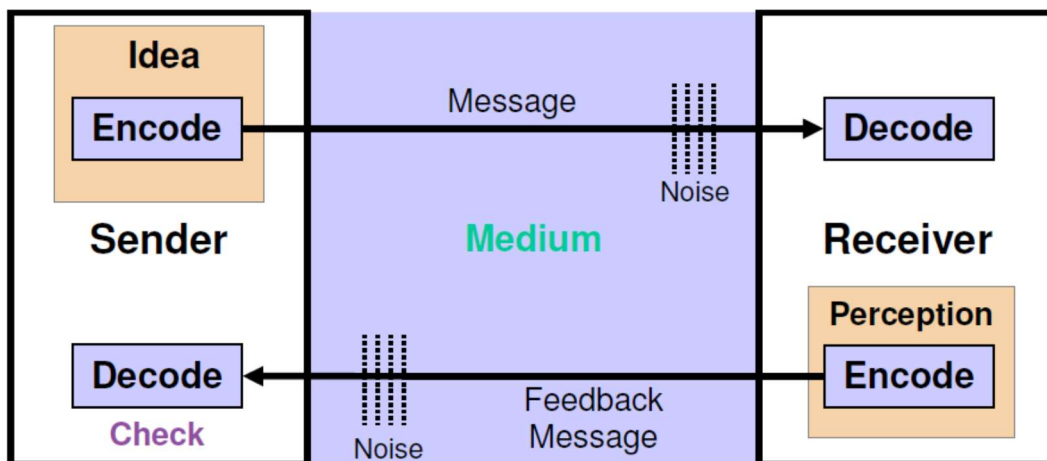 Idea
Encode
Message
Decode
Noise
Sender
Medium
Receiver
Perception
Decode
Encode
Check
Noise
Feedback
Message